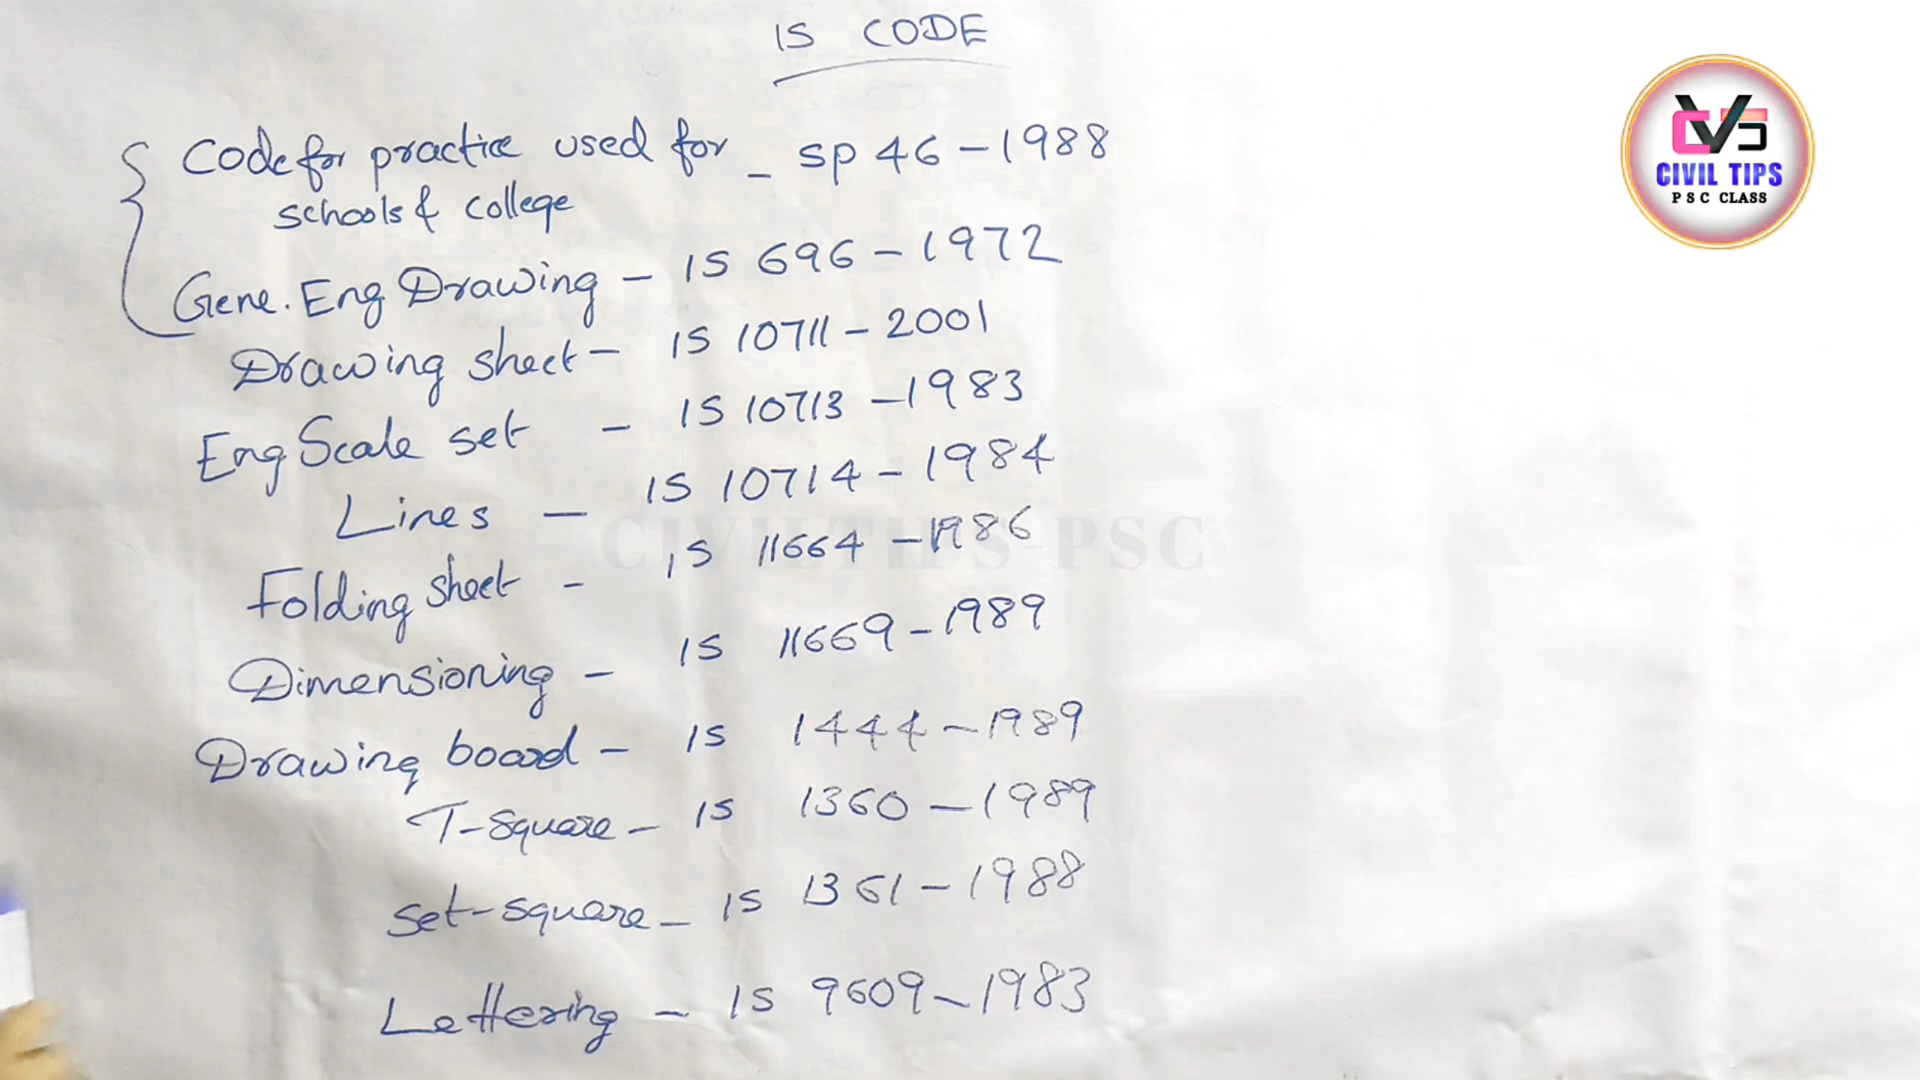 IS CODE
Code for practice used for - SP 46 - 1988
schools & college
Gene. Eng Drawing - IS 696 - 1972
Drawing sheet - IS 10711 - 2001
Eng Scale set - IS 10713 - 1983
Lines - IS 10714 - 1984
Folding sheet - IS 11664 - 1986
Dimensioning - IS 11669 - 1989
Drawing board - IS 1444 - 1989
T-Square - IS 1360 - 1989
Set-square - IS 1361 - 1988
Lettering - IS 9609 - 1983
CVS
CIVIL TIPS
PSC CLASS